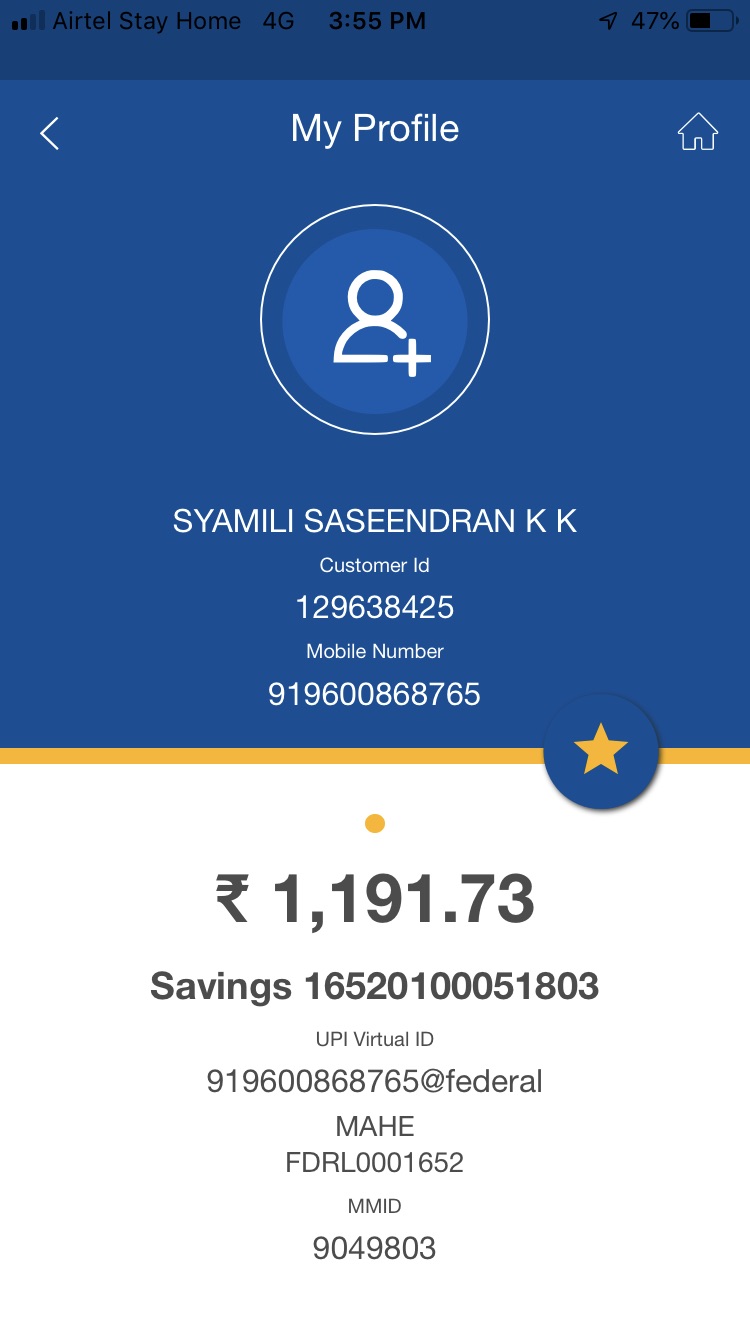 Airtel Stay Home 4G 3:55 PM 47%
My Profile
SYAMILI SASEENDRAN K K
Customer Id
129638425
Mobile Number
919600868765
₹ 1,191.73
Savings 16520100051803
UPI Virtual ID
919600868765@federal
MAHE
FDRL0001652
MMID
9049803